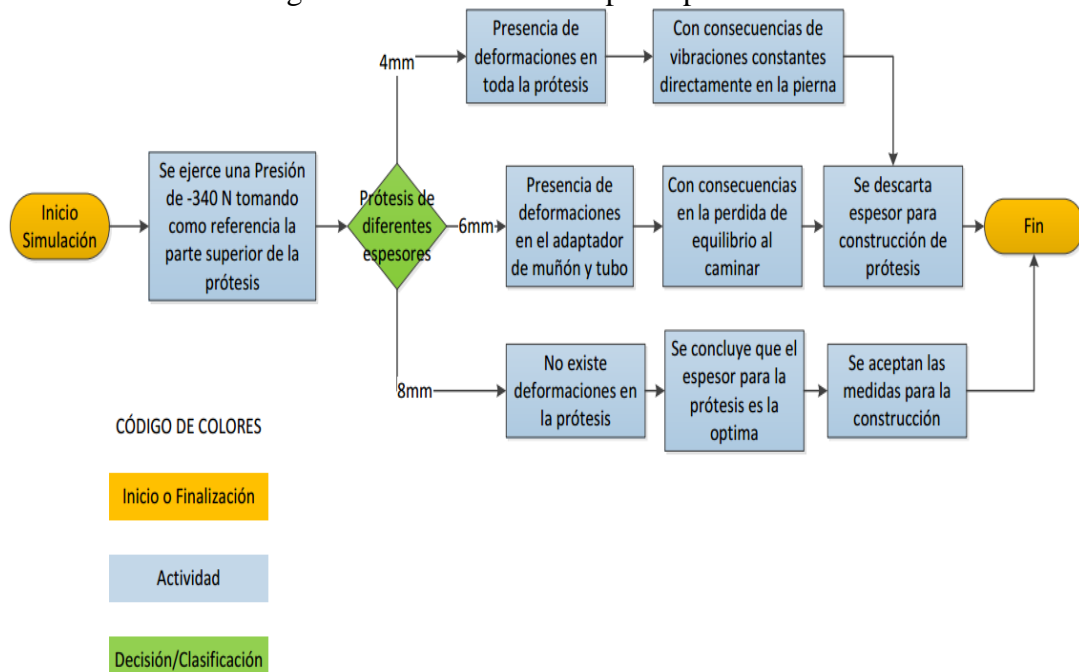 4mm
Presencia de
deformaciones en
toda la prótesis
Con consecuencias de
vibraciones constantes
directamente en la pierna
Inicio
Simulación
Se ejerce una Presión
de -340 N tomando
como referencia la
parte superior de la
prótesis
Prótesis de
diferentes
espesores
6mm
Presencia de
deformaciones
en el adaptador
de muñón y tubo
Con consecuencias
en la perdida de
equilibrio al
caminar
Se descarta
espesor para
construcción de
prótesis
Fin
8mm
No existe
deformaciones en
la prótesis
Se concluye que el
espesor para la
prótesis es la
optima
Se aceptan las
medidas para la
construcción
CÓDIGO DE COLORES
Inicio o Finalización
Actividad
Decisión/Clasificación